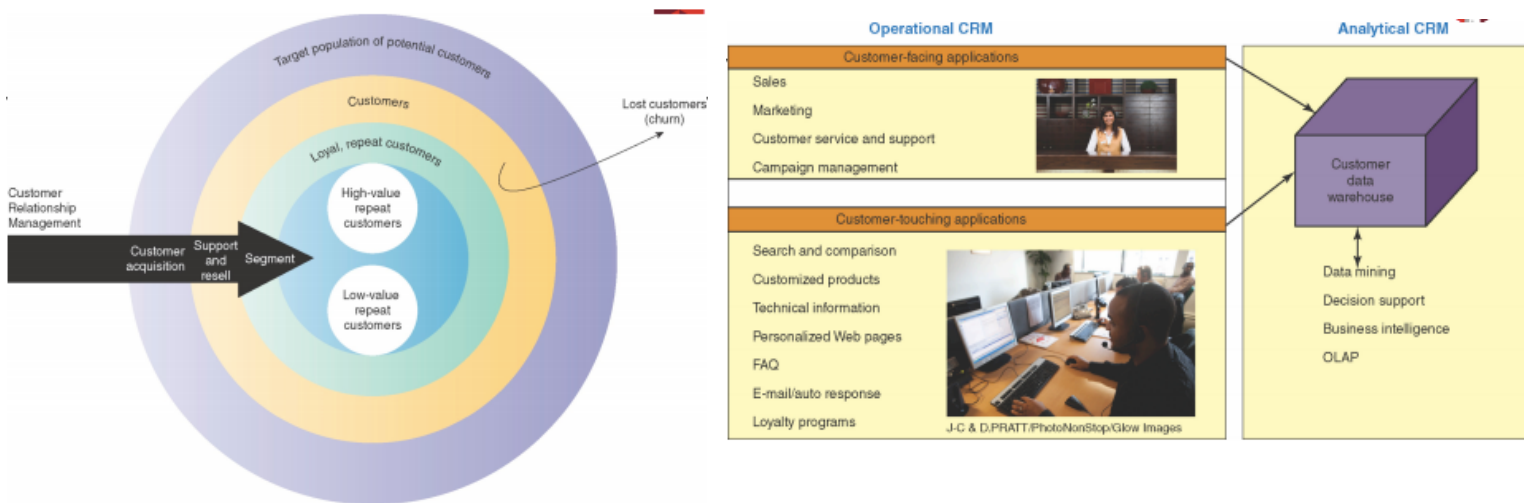 Target population of potential customers
Customers
Loyal, repeat customers
Lost customers
(churn)
High-value
repeat
customers
Customer
Relationship
Management
Customer
acquisition
Support
and
resell
Segment
Low-value
repeat
customers
Operational CRM
Customer-facing applications
Sales
Marketing
Customer service and support
Campaign management
Customer-touching applications
Search and comparison
Customized products
Technical information
Personalized Web pages
FAQ
E-mail/auto response
Loyalty programs
J-C & D.PRATT/PhotoNonStop/Glow Images
Analytical CRM
Customer
data
warehouse
Data mining
Decision support
Business intelligence
OLAP